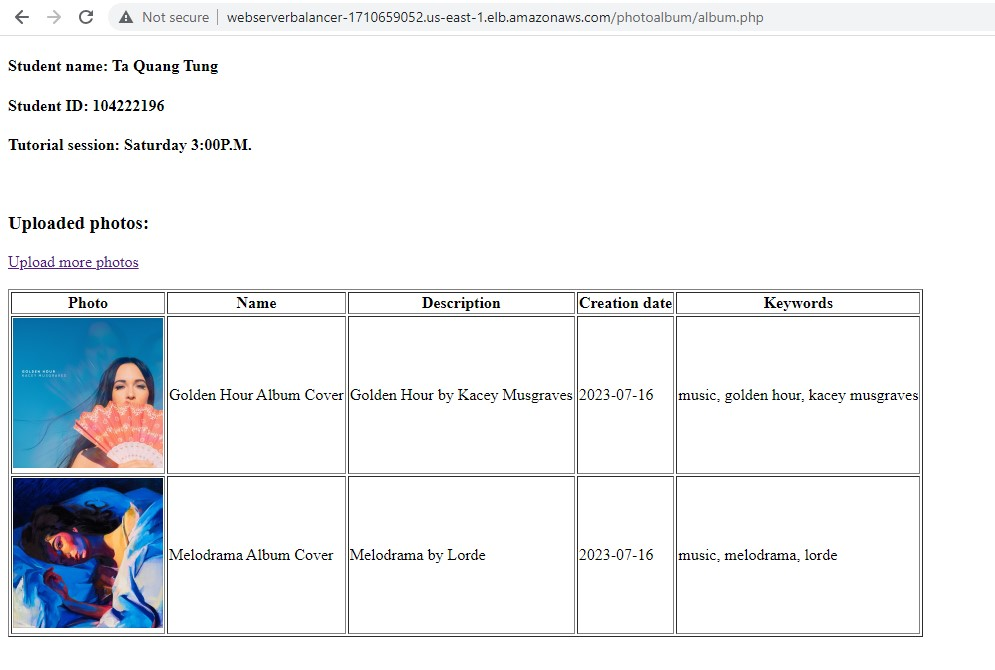 Not secure webserverbalancer-1710659052.us-east-1.elb.amazonaws.com/photoalbum/album.php
Student name: Ta Quang Tung
Student ID: 104222196
Tutorial session: Saturday 3:00P.M.
Uploaded photos:
Upload more photos
Photo Name Description Creation date Keywords
GOLDEN HOUR
KACEY MUSGRAVES
Golden Hour Album Cover Golden Hour by Kacey Musgraves 2023-07-16 music, golden hour, kacey musgraves
Melodrama Album Cover Melodrama by Lorde 2023-07-16 music, melodrama, lorde